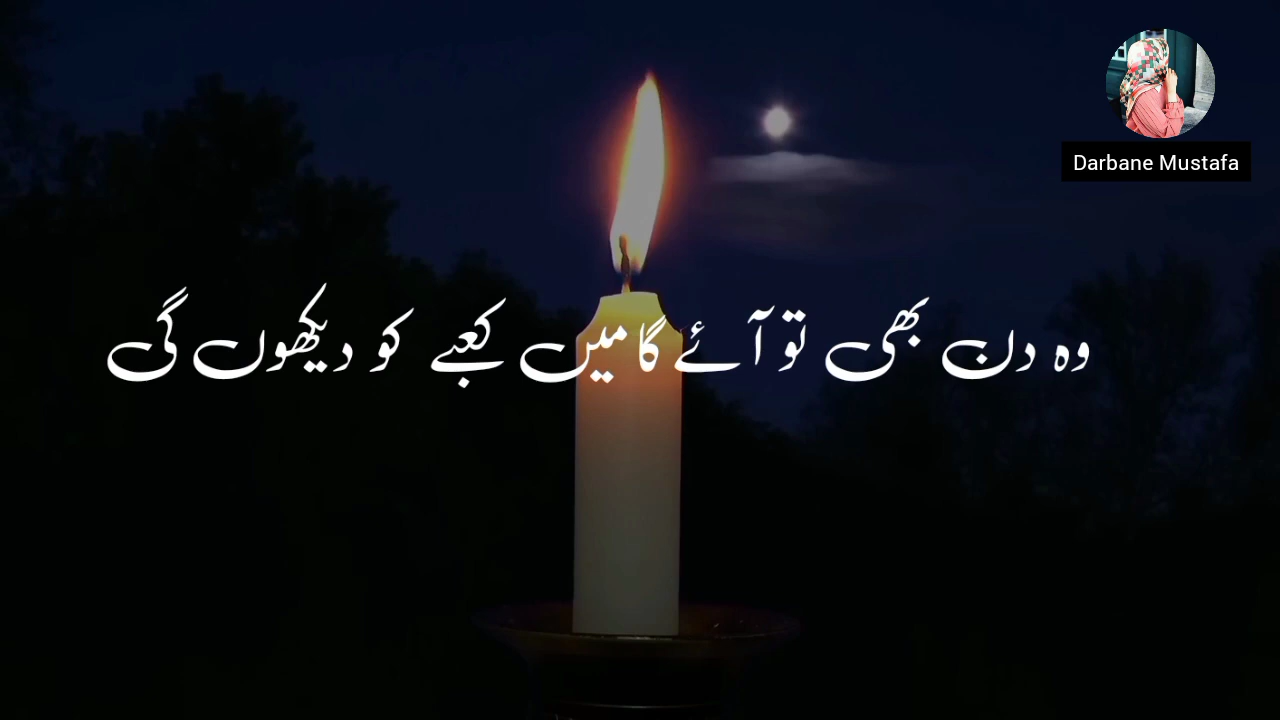 Darbane Mustafa
وہ دن بھی تو آئے گا میں کعبے کو دیکھوں گی